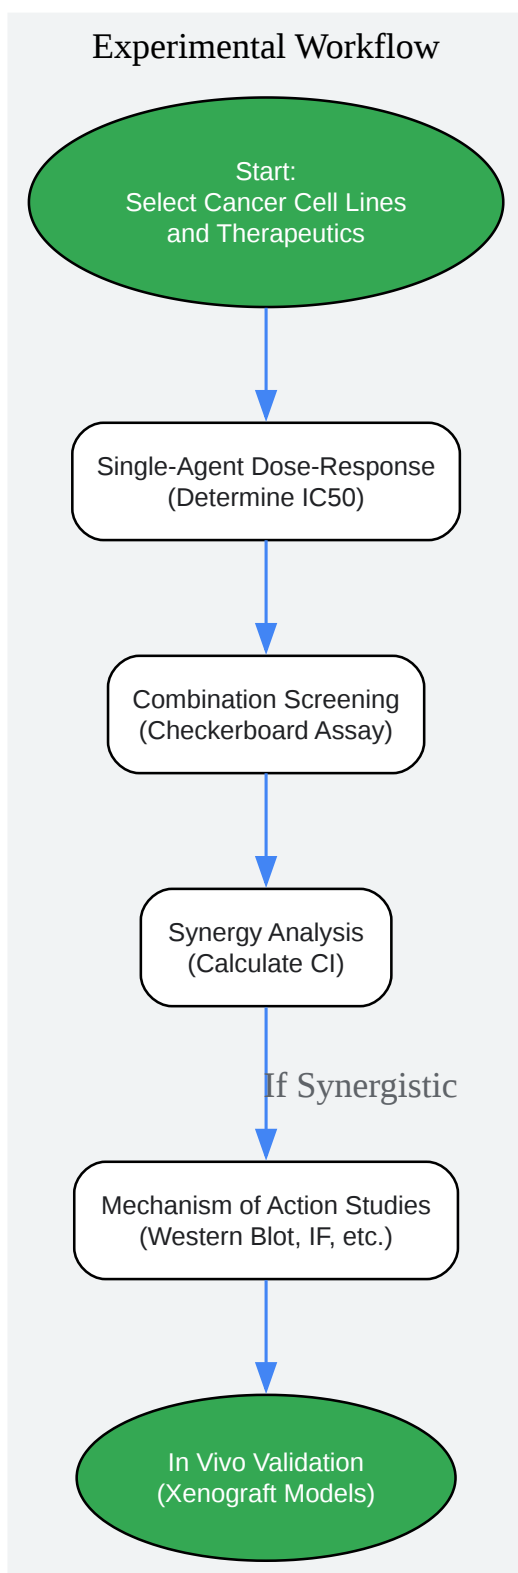 Experimental Workflow
Start:
Select Cancer Cell Lines
and Therapeutics
Single-Agent Dose-Response
(Determine IC50)
Combination Screening
(Checkerboard Assay)
Synergy Analysis
(Calculate CI)
If Synergistic
Mechanism of Action Studies
(Western Blot, IF, etc.)
In Vivo Validation
(Xenograft Models)